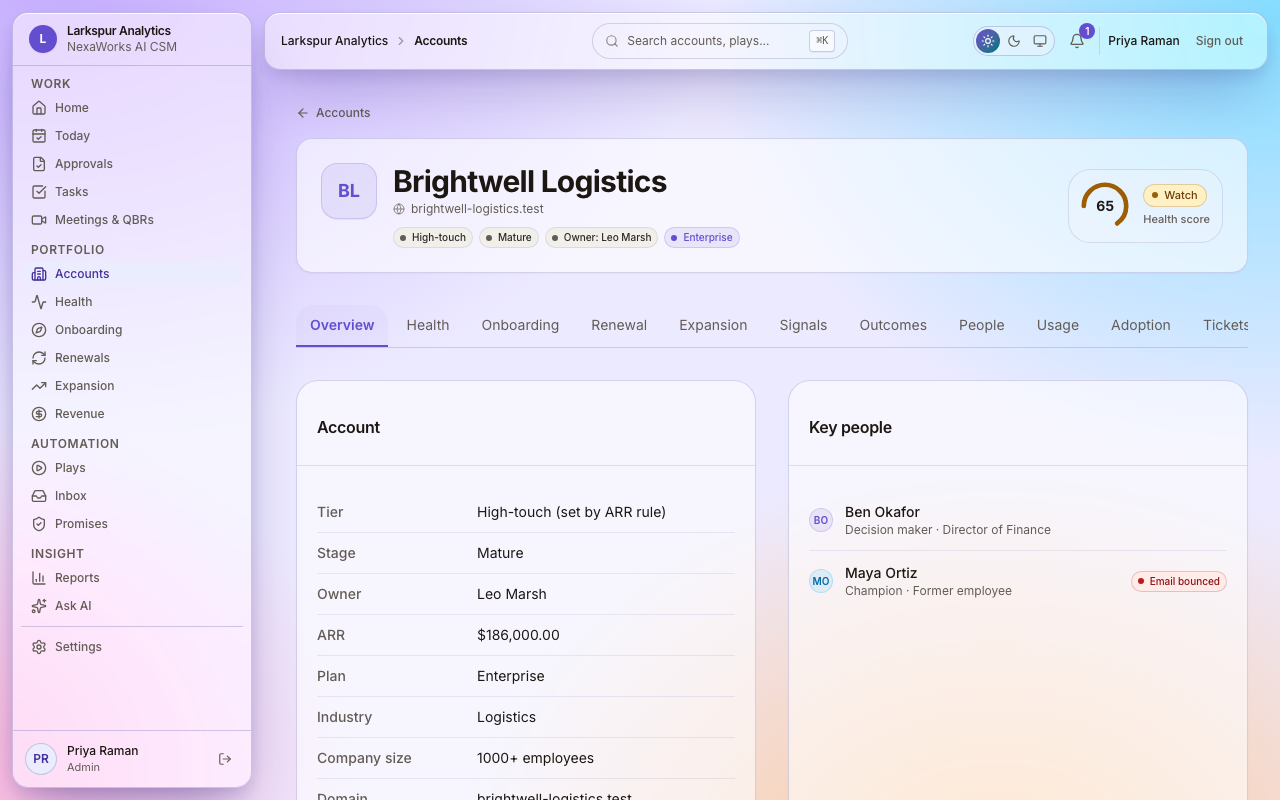 L
Larkspur Analytics
NexaWorks AI CSM
WORK
Home
Today
Approvals
Tasks
Meetings & QBRs
PORTFOLIO
Accounts
Health
Onboarding
Renewals
Expansion
Revenue
AUTOMATION
Plays
Inbox
Promises
INSIGHT
Reports
Ask AI
Settings
PR
Priya Raman
Admin
Larkspur Analytics > Accounts
Search accounts, plays...
⌘K
1
Priya Raman
Sign out
Accounts
BL
Brightwell Logistics
brightwell-logistics.test
High-touch
Mature
Owner: Leo Marsh
Enterprise
65
Watch
Health score
Overview
Health
Onboarding
Renewal
Expansion
Signals
Outcomes
People
Usage
Adoption
Tickets
Account
Tier High-touch (set by ARR rule)
Stage Mature
Owner Leo Marsh
ARR $186,000.00
Plan Enterprise
Industry Logistics
Company size 1000+ employees
Domain brightwell-logistics.test
Key people
BO
Ben Okafor
Decision maker · Director of Finance
MO
Maya Ortiz
Champion · Former employee
Email bounced